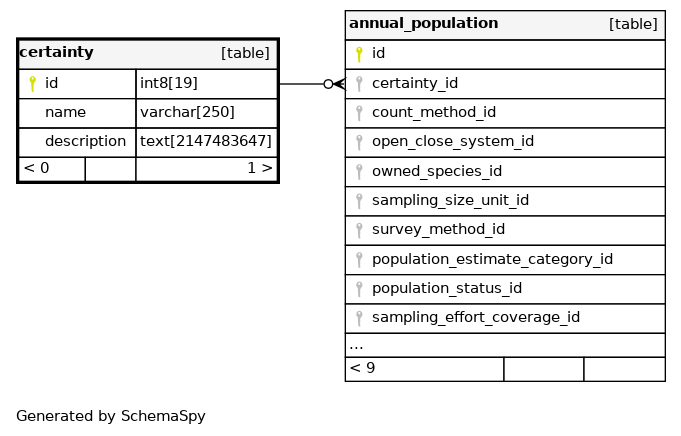 certainty [table]
id int8[19]
name varchar[250]
description text[2147483647]
< 0 1 >
annual_population [table]
id
certainty_id
count_method_id
open_close_system_id
owned_species_id
sampling_size_unit_id
survey_method_id
population_estimate_category_id
population_status_id
sampling_effort_coverage_id
...
< 9
Generated by SchemaSpy